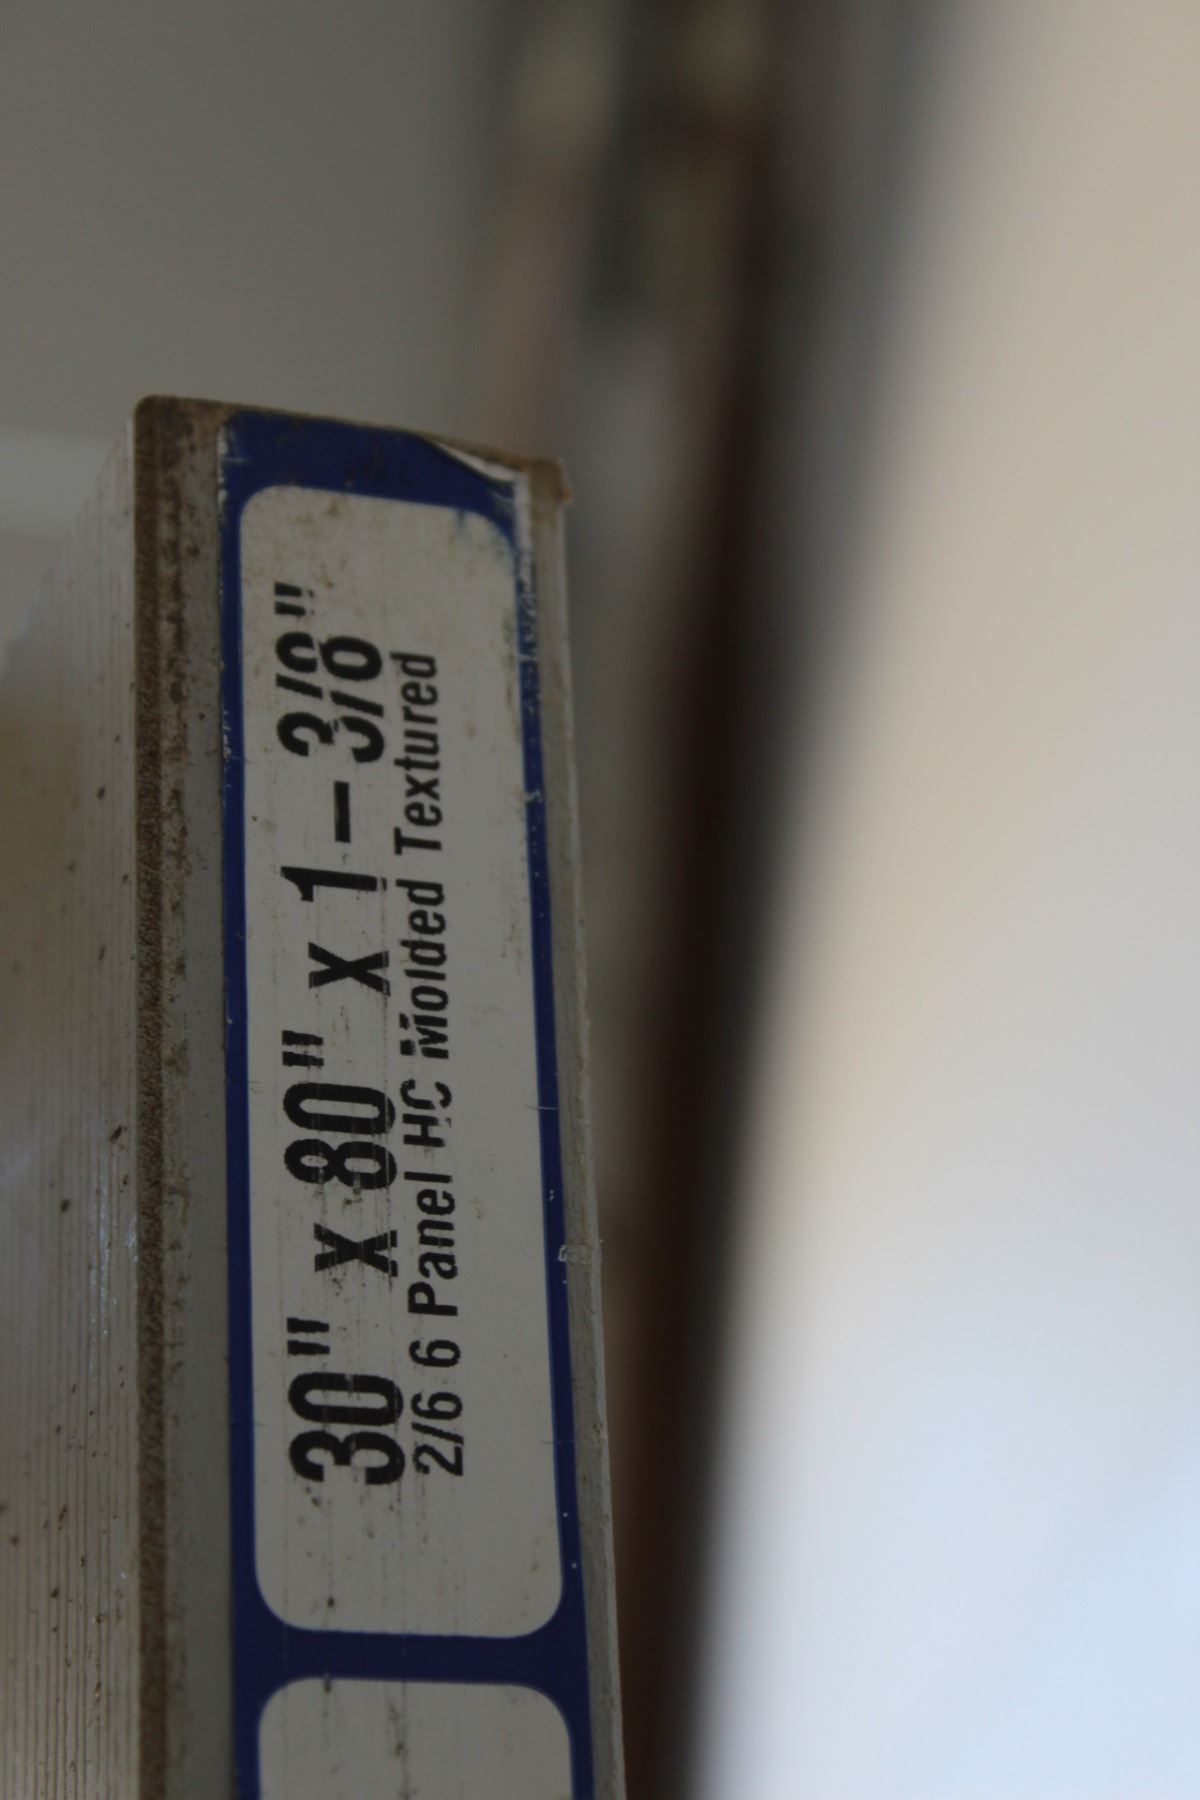 30" x 80" x 1-3/8"
2/6 6 Panel HC Molded Textured